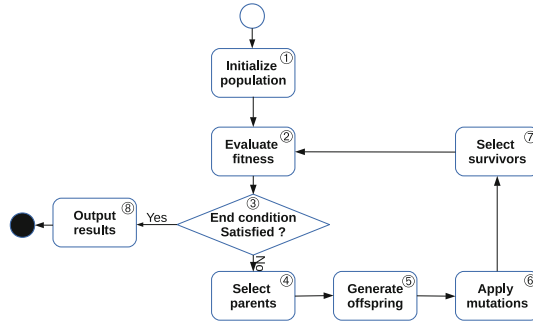 ①
Initialize
population
②
Evaluate
fitness
③
End condition
Satisfied ?
Yes
No
④
Select
parents
⑤
Generate
offspring
⑥
Apply
mutations
⑦
Select
survivors
⑧
Output
results